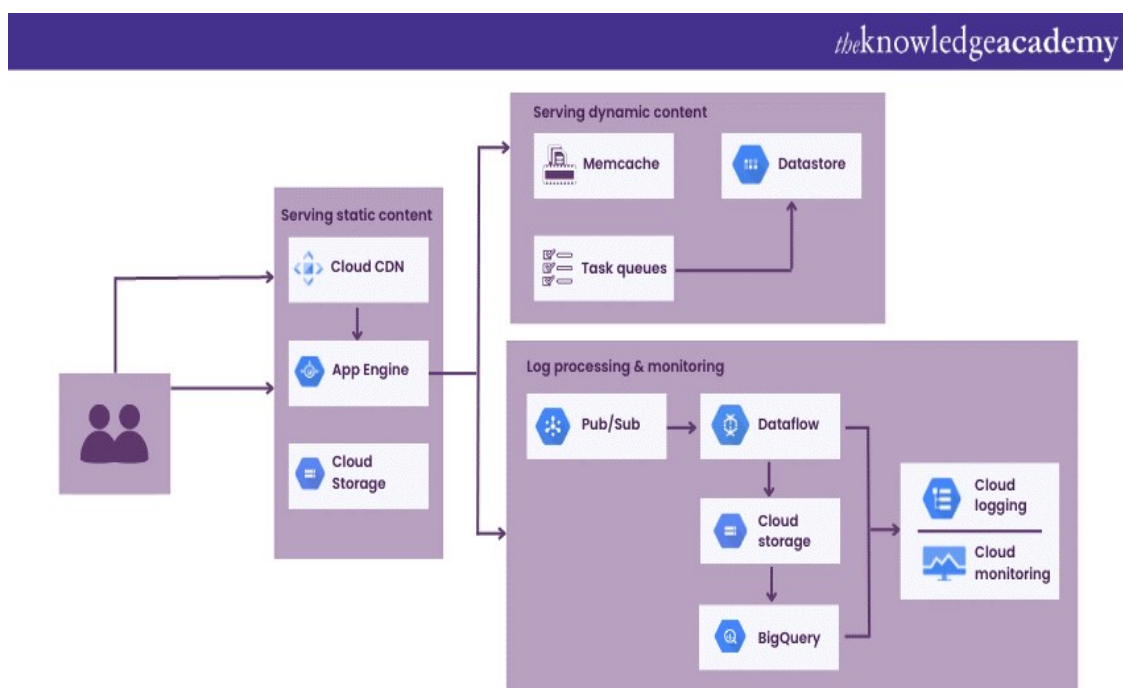 theknowledgeacademy
Serving dynamic content
Memcache
Datastore
Task queues
Serving static content
Cloud CDN
App Engine
Cloud
Storage
Log processing & monitoring
Pub/Sub
Dataflow
Cloud
storage
BigQuery
Cloud
logging
Cloud
monitoring